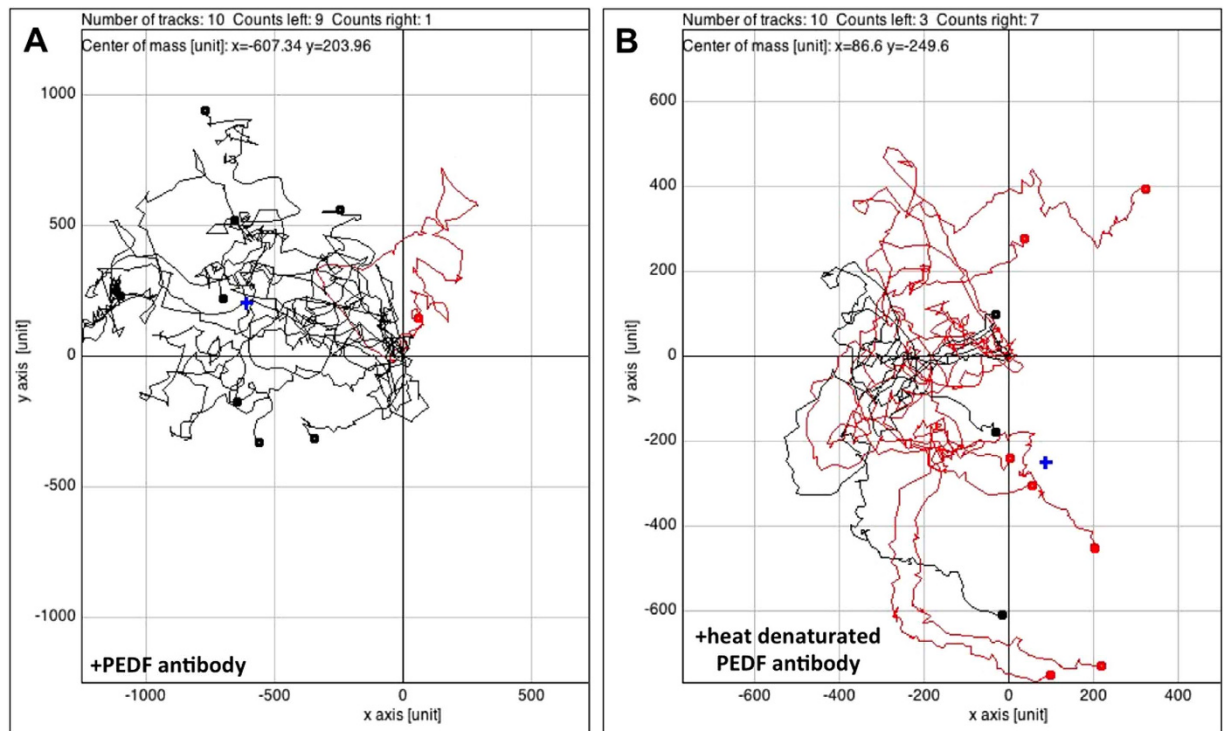 A
Number of tracks: 10 Counts left: 9 Counts right: 1
Center of mass [unit]: x=-607.34 y=203.96
1000
500
0
-500
-1000
y axis [unit]
+PEDF antibody
-1000 -500 0 500
x axis [unit]
B
Number of tracks: 10 Counts left: 3 Counts right: 7
Center of mass [unit]: x=86.6 y=-249.6
600
400
200
0
-200
-400
-600
y axis [unit]
+heat denaturated
PEDF antibody
-600 -400 -200 0 200 400
x axis [unit]